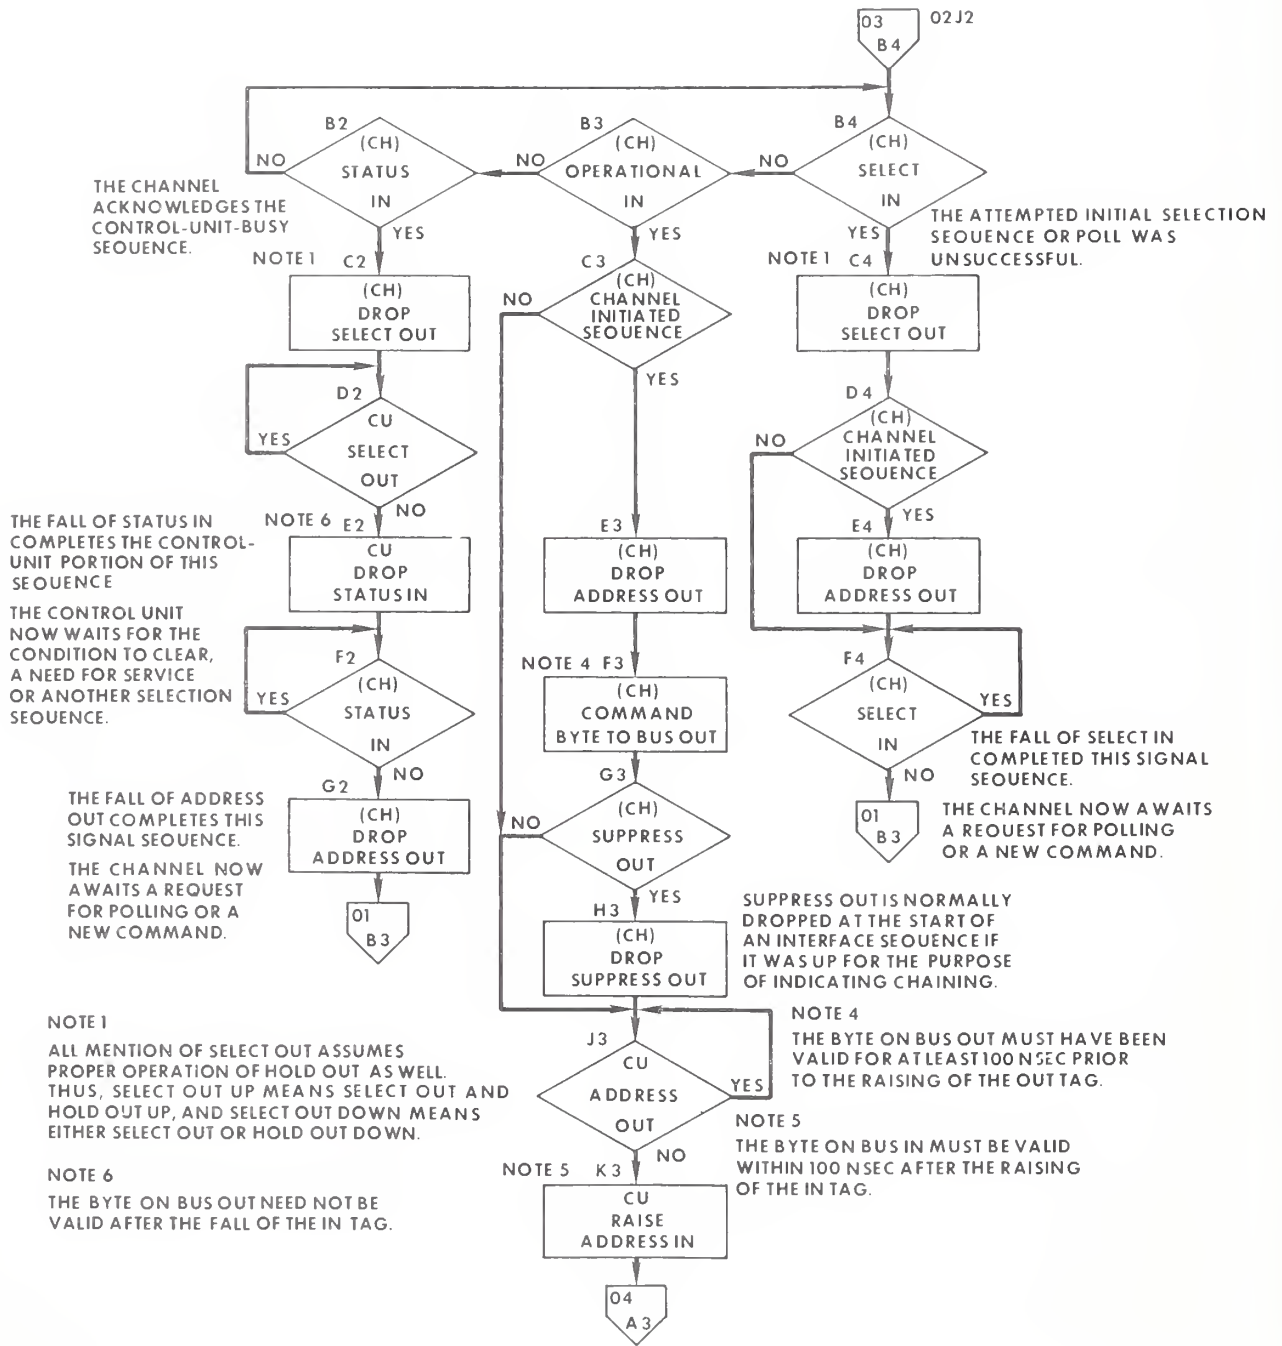 03
B4
02J2
B2
(CH)
STATUS
IN
NO
YES
B3
(CH)
OPERATIONAL
IN
NO
YES
B4
(CH)
SELECT
IN
NO
YES
THE CHANNEL
ACKNOWLEDGES THE
CONTROL-UNIT-BUSY
SEQUENCE.
THE ATTEMPTED INITIAL SELECTION
SEQUENCE OR POLL WAS
UNSUCCESSFUL.
NOTE 1 C2
(CH)
DROP
SELECT OUT
C3
(CH)
CHANNEL
INITIATED
SEQUENCE
NO
YES
NOTE 1 C4
(CH)
DROP
SELECT OUT
D2
CU
SELECT
OUT
YES
NO
D4
(CH)
CHANNEL
INITIATED
SEQUENCE
NO
YES
THE FALL OF STATUS IN
COMPLETES THE CONTROL-
UNIT PORTION OF THIS
SEQUENCE
NOTE 6 E2
CU
DROP
STATUS IN
E3
(CH)
DROP
ADDRESS OUT
E4
(CH)
DROP
ADDRESS OUT
THE CONTROL UNIT
NOW WAITS FOR THE
CONDITION TO CLEAR,
A NEED FOR SERVICE
OR ANOTHER SELECTION
SEQUENCE.
F2
(CH)
STATUS
IN
YES
NO
NOTE 4 F3
(CH)
COMMAND
BYTE TO BUS OUT
F4
(CH)
SELECT
IN
YES
NO
THE FALL OF SELECT IN
COMPLETED THIS SIGNAL
SEQUENCE.
THE FALL OF ADDRESS
OUT COMPLETES THIS
SIGNAL SEQUENCE.
THE CHANNEL NOW
AWAITS A REQUEST
FOR POLLING OR A
NEW COMMAND.
G2
(CH)
DROP
ADDRESS OUT
01
B3
G3
(CH)
SUPPRESS
OUT
NO
YES
01
B3
THE CHANNEL NOW AWAITS
A REQUEST FOR POLLING
OR A NEW COMMAND.
H3
(CH)
DROP
SUPPRESS OUT
SUPPRESS OUT IS NORMALLY
DROPPED AT THE START OF
AN INTERFACE SEQUENCE IF
IT WAS UP FOR THE PURPOSE
OF INDICATING CHAINING.
NOTE 1
ALL MENTION OF SELECT OUT ASSUMES
PROPER OPERATION OF HOLD OUT AS WELL.
THUS, SELECT OUT UP MEANS SELECT OUT AND
HOLD OUT UP, AND SELECT OUT DOWN MEANS
EITHER SELECT OUT OR HOLD OUT DOWN.
NOTE 6
THE BYTE ON BUS OUT NEED NOT BE
VALID AFTER THE FALL OF THE IN TAG.
J3
CU
ADDRESS
OUT
YES
NO
NOTE 4
THE BYTE ON BUS OUT MUST HAVE BEEN
VALID FOR AT LEAST 100 NSEC PRIOR
TO THE RAISING OF THE OUT TAG.
NOTE 5
THE BYTE ON BUS IN MUST BE VALID
WITHIN 100 NSEC AFTER THE RAISING
OF THE IN TAG.
NOTE 5 K3
CU
RAISE
ADDRESS IN
04
A3